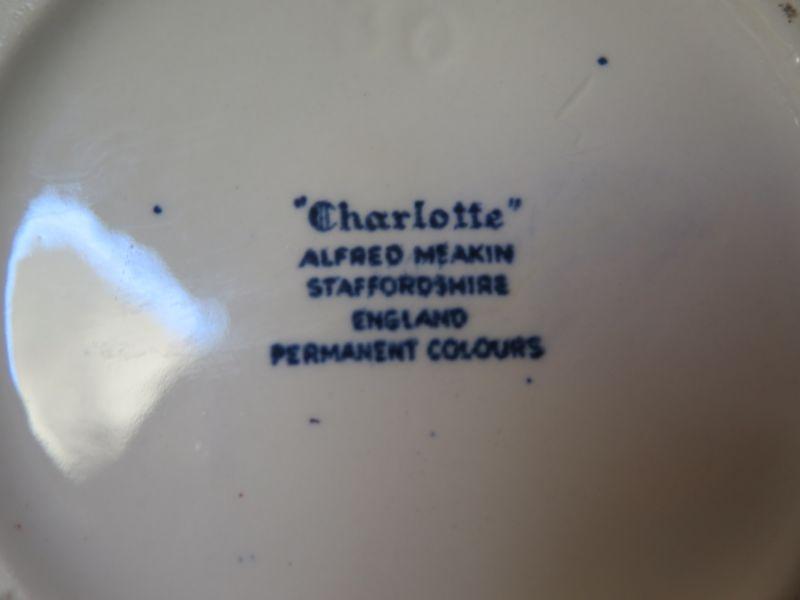 "Charlotte"
ALFRED MEAKIN
STAFFORDSHIRE
ENGLAND
PERMANENT COLOURS